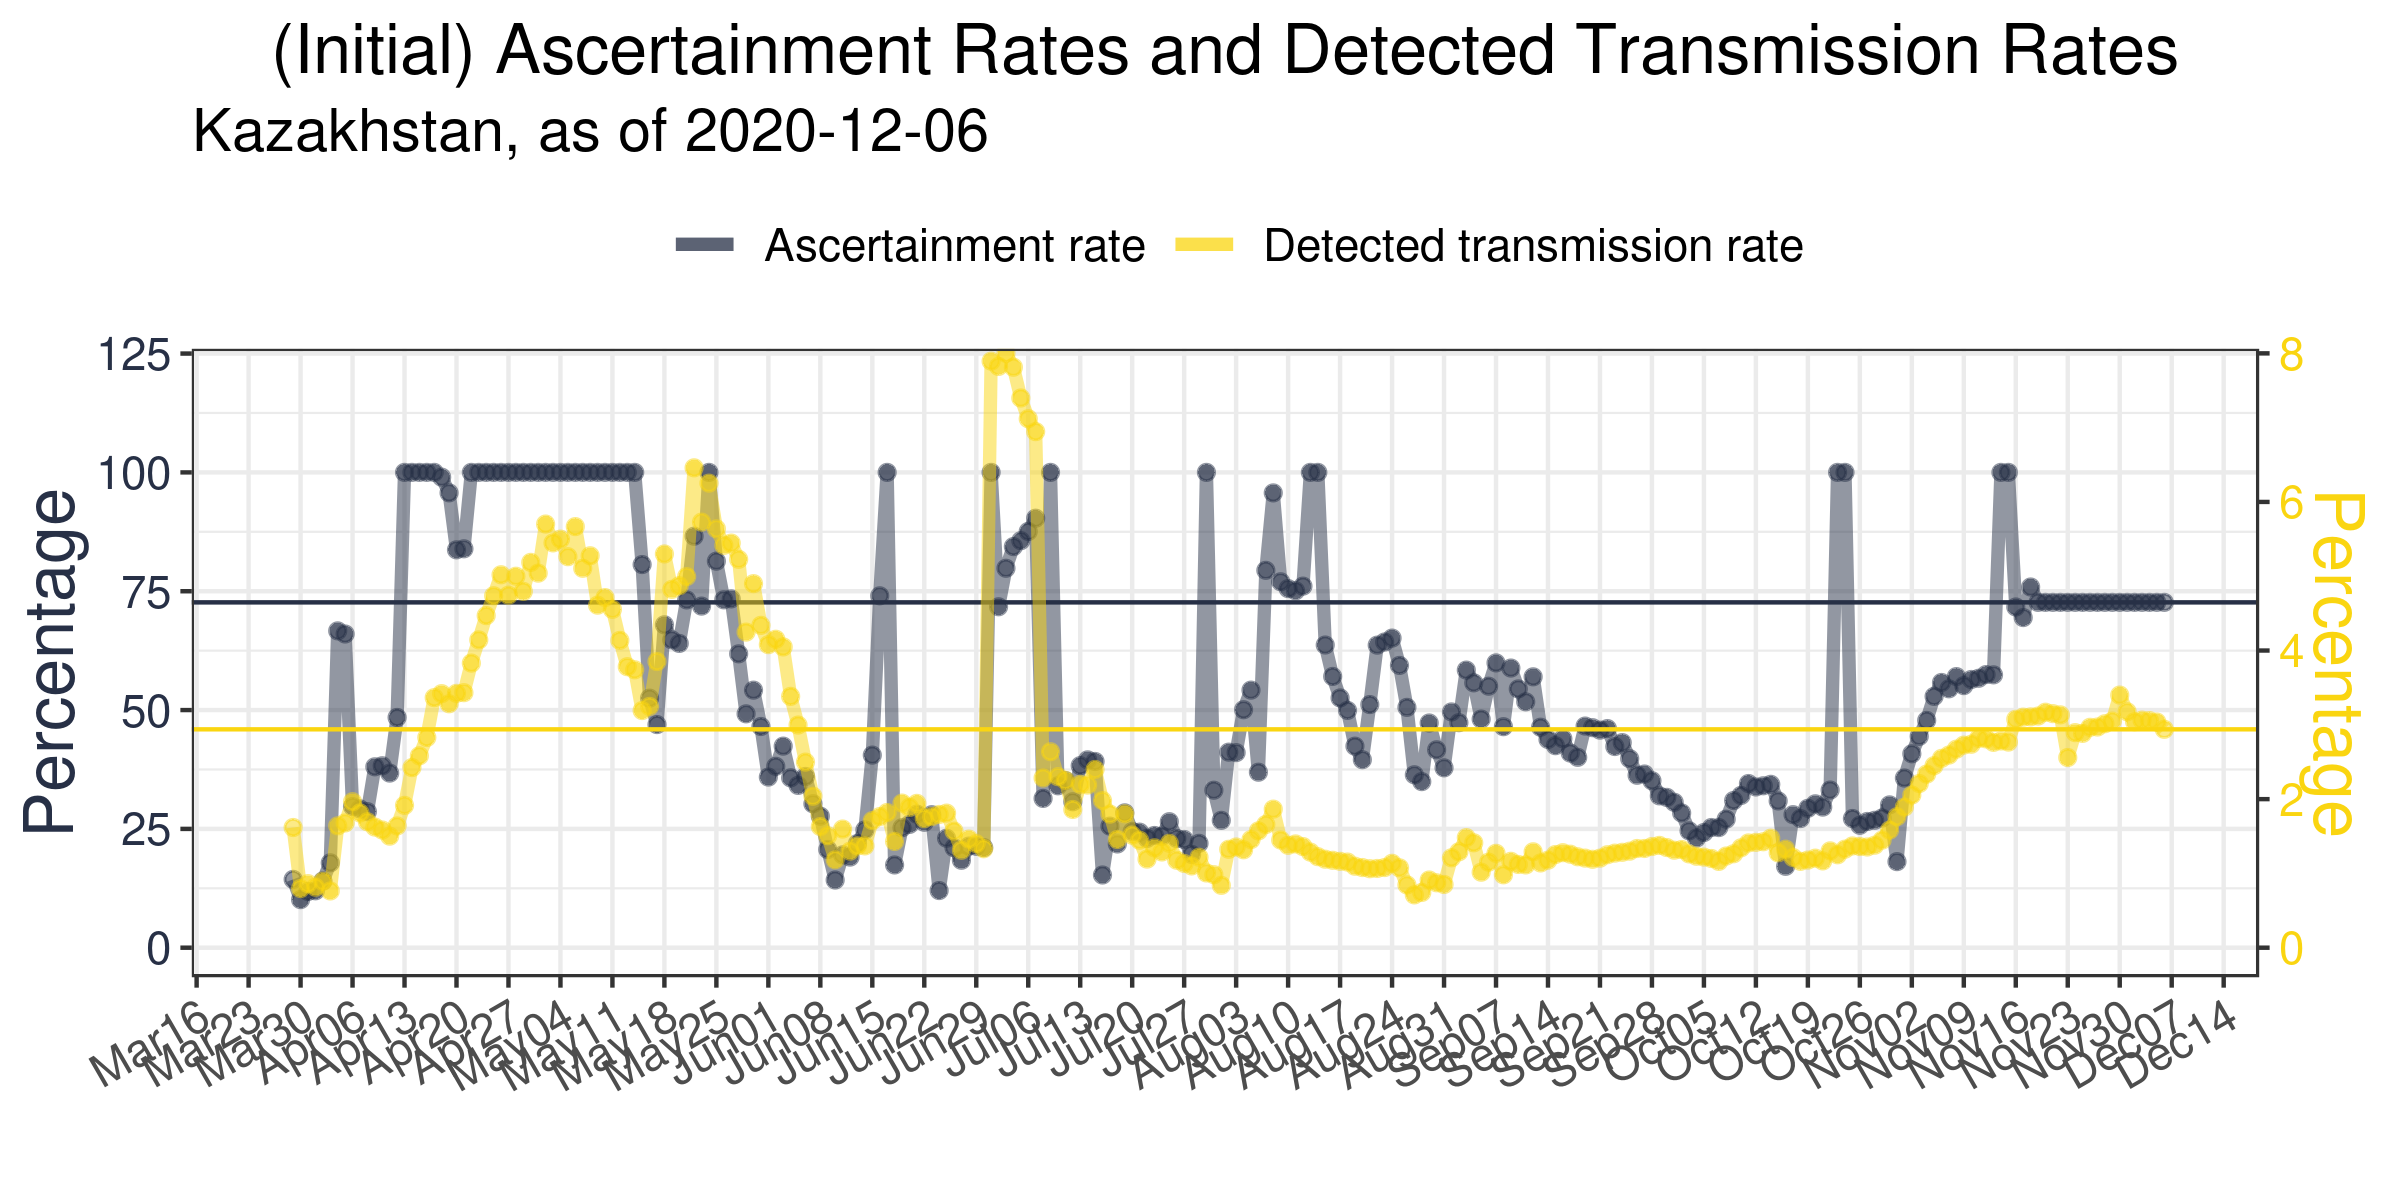 (Initial) Ascertainment Rates and Detected Transmission Rates
Kazakhstan, as of 2020-12-06
Ascertainment rate
Detected transmission rate
125
100
75
50
25
0
Percentage
8
6
4
2
0
Percentage
Mar16
Mar23
Mar30
Apr06
Apr13
Apr20
Apr27
May04
May11
May18
May25
Jun01
Jun08
Jun15
Jun22
Jun29
Jul06
Jul13
Jul20
Jul27
Aug03
Aug10
Aug17
Aug24
Aug31
Sep07
Sep14
Sep21
Sep28
Oct05
Oct12
Oct19
Oct26
Nov02
Nov09
Nov16
Nov23
Nov30
Dec07
Dec14